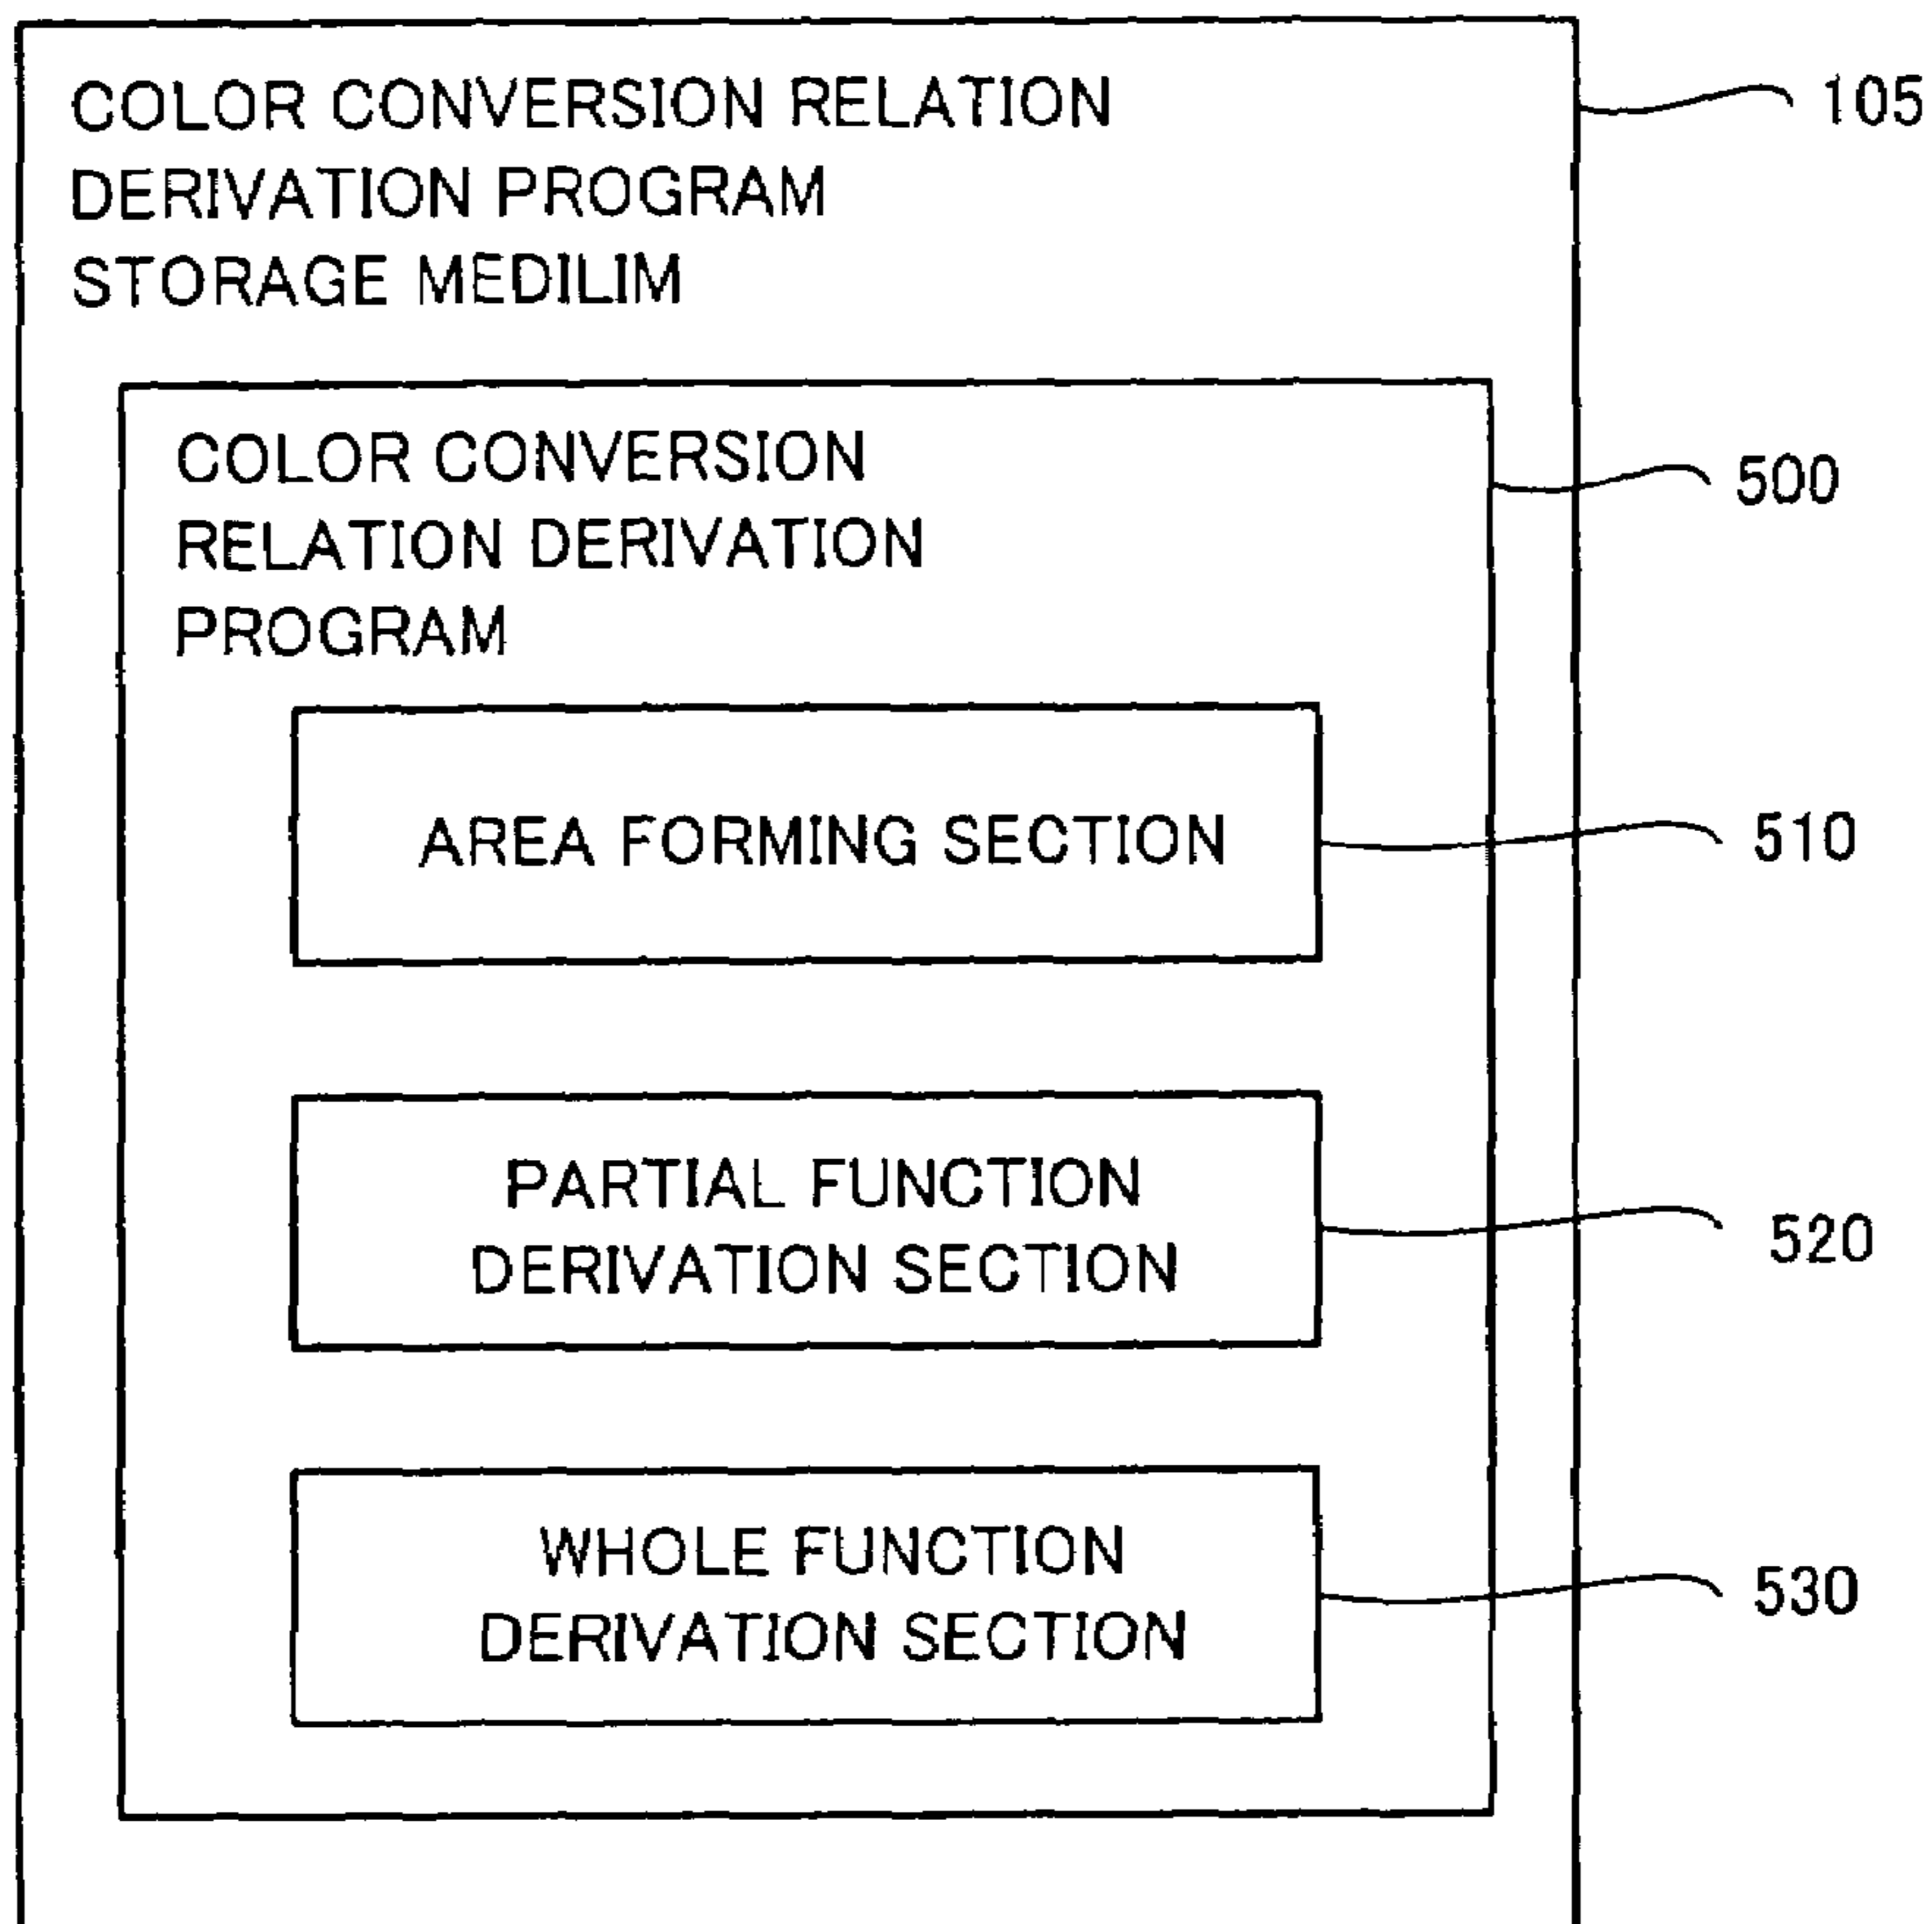 COLOR CONVERSION RELATION
DERIVATION PROGRAM
STORAGE MEDILIM
105
COLOR CONVERSION
RELATION DERIVATION
PROGRAM
500
AREA FORMING SECTION
510
PARTIAL FUNCTION
DERIVATION SECTION
520
WHOLE FUNCTION
DERIVATION SECTION
530